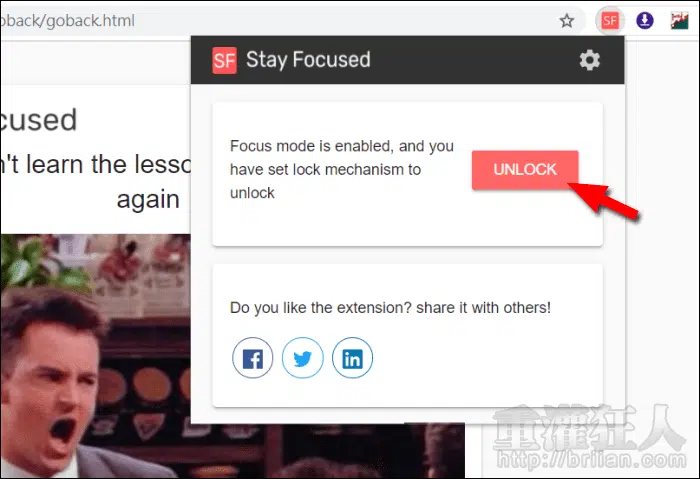 oback/goback.html
SF
SF Stay Focused
cused
Focus mode is enabled, and you
have set lock mechanism to
unlock
UNLOCK
n't learn the lesso
again
Do you like the extension? share it with others!
f
in
重灌狂人
http://briian.com